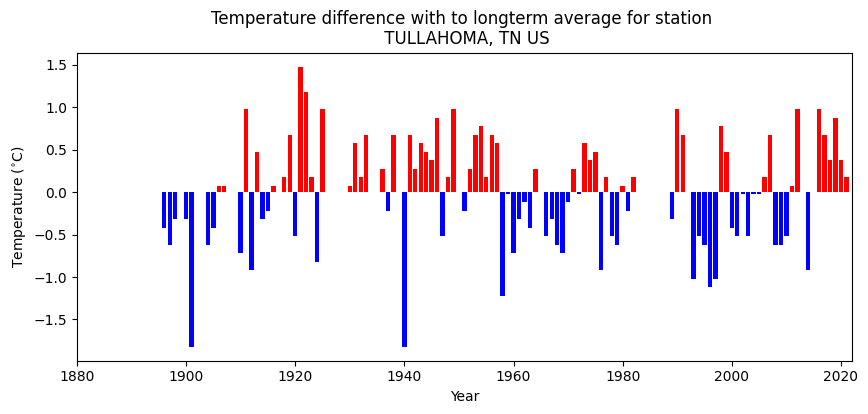 Temperature difference with to longterm average for station
TULLAHOMA, TN US
Temperature (°C)
1.5
1.0
0.5
0.0
−0.5
−1.0
−1.5
1880 1900 1920 1940 1960 1980 2000 2020
Year